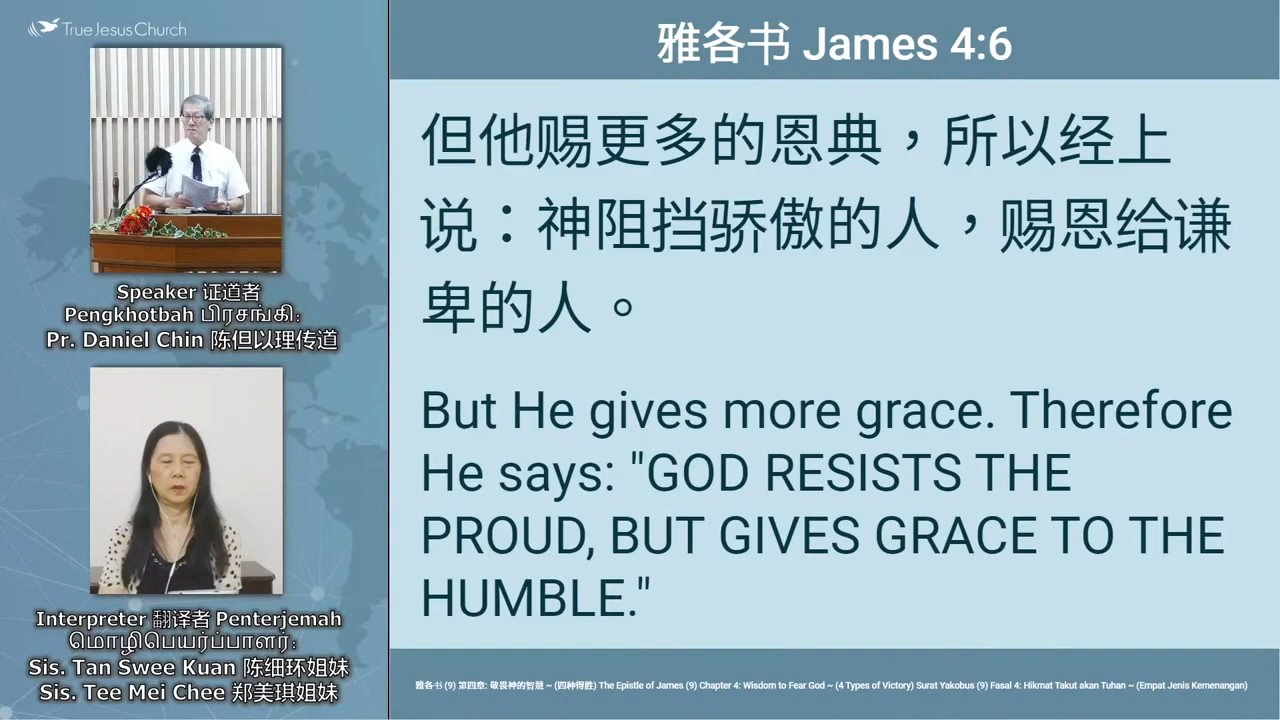 True Jesus Church
Speaker 证道者
Pengkhotbah பிரசங்கி:
Pr. Daniel Chin 陈但以理传道
Interpreter 翻译者 Penterjemah
மொழிபெயர்ப்பாளர்:
Sis. Tan Swee Kuan 陈细环姐妹
Sis. Tee Mei Chee 郑美琪姐妹
雅各书 James 4:6
但他赐更多的恩典，所以经上
说：神阻挡骄傲的人，赐恩给谦
卑的人。
But He gives more grace. Therefore
He says: "GOD RESISTS THE
PROUD, BUT GIVES GRACE TO THE
HUMBLE."
雅各书 (9) 第四章: 敬畏神的智慧 ~ (四种得胜) The Epistle of James (9) Chapter 4: Wisdom to Fear God ~ (4 Types of Victory) Surat Yakobus (9) Fasal 4: Hikmat Takut akan Tuhan ~ (Empat Jenis Kemenangan)